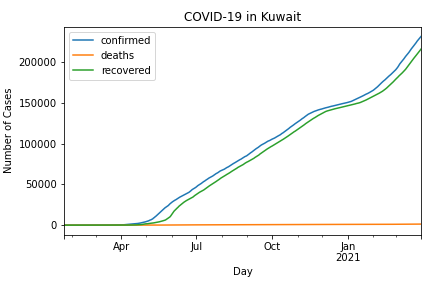 COVID-19 in Kuwait
confirmed
deaths
recovered
Number of Cases
200000
150000
100000
50000
0
Apr
Jul
Oct
Jan
2021
Day